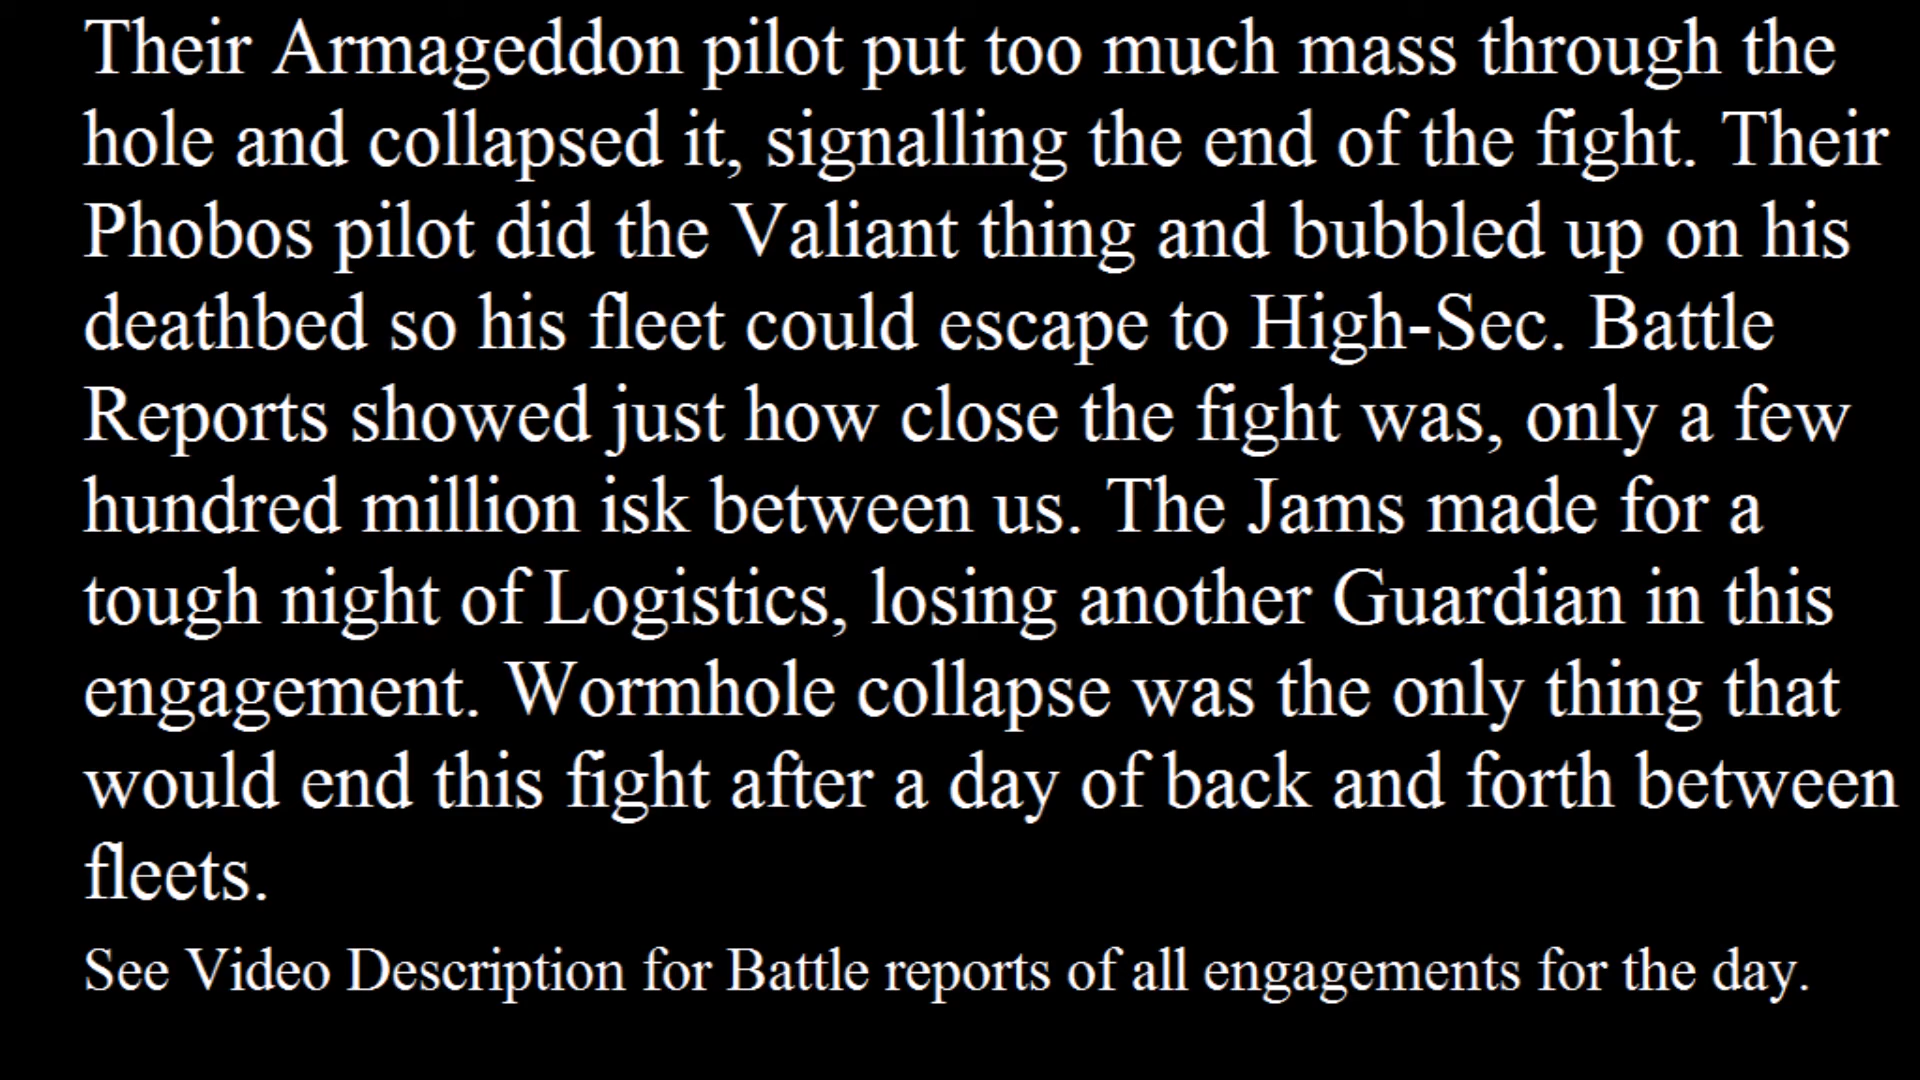 Their Armageddon pilot put too much mass through the
hole and collapsed it, signalling the end of the fight. Their
Phobos pilot did the Valiant thing and bubbled up on his
deathbed so his fleet could escape to High-Sec. Battle
Reports showed just how close the fight was, only a few
hundred million isk between us. The Jams made for a
tough night of Logistics, losing another Guardian in this
engagement. Wormhole collapse was the only thing that
would end this fight after a day of back and forth between
fleets.
See Video Description for Battle reports of all engagements for the day.